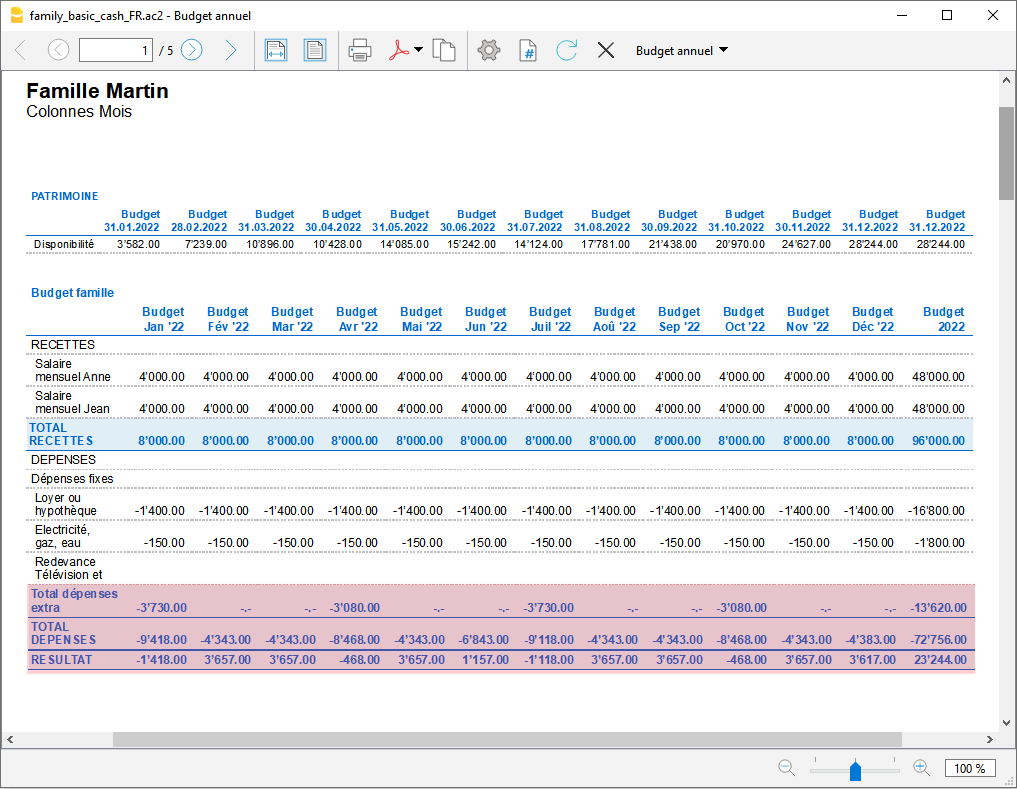 family_basic_cash_FR.ac2 - Budget annuel
1 / 5 # Budget annuel
Famille Martin
Colonnes Mois
PATRIMOINE
Budget Budget Budget Budget Budget Budget Budget Budget Budget Budget Budget Budget Budget
31.01.2022 28.02.2022 31.03.2022 30.04.2022 31.05.2022 30.06.2022 31.07.2022 31.08.2022 30.09.2022 31.10.2022 30.11.2022 31.12.2022 31.12.2022
Disponibilité 3'582.00 7'239.00 10'896.00 10'428.00 14'085.00 15'242.00 14'124.00 17'781.00 21'438.00 20'970.00 24'627.00 28'244.00 28'244.00
Budget famille
Budget Budget Budget Budget Budget Budget Budget Budget Budget Budget Budget Budget Budget
Jan '22 Fév '22 Mar '22 Avr '22 Mai '22 Jun '22 Juil '22 Aoû '22 Sep '22 Oct '22 Nov '22 Déc '22 2022
RECETTES
Salaire
mensuel Anne 4'000.00 4'000.00 4'000.00 4'000.00 4'000.00 4'000.00 4'000.00 4'000.00 4'000.00 4'000.00 4'000.00 4'000.00 48'000.00
Salaire
mensuel Jean 4'000.00 4'000.00 4'000.00 4'000.00 4'000.00 4'000.00 4'000.00 4'000.00 4'000.00 4'000.00 4'000.00 4'000.00 48'000.00
TOTAL
RECETTES 8'000.00 8'000.00 8'000.00 8'000.00 8'000.00 8'000.00 8'000.00 8'000.00 8'000.00 8'000.00 8'000.00 8'000.00 96'000.00
DEPENSES
Dépenses fixes
Loyer ou
hypothèque -1'400.00 -1'400.00 -1'400.00 -1'400.00 -1'400.00 -1'400.00 -1'400.00 -1'400.00 -1'400.00 -1'400.00 -1'400.00 -1'400.00 -16'800.00
Electricité,
gaz, eau -150.00 -150.00 -150.00 -150.00 -150.00 -150.00 -150.00 -150.00 -150.00 -150.00 -150.00 -150.00 -1'800.00
Redevance
Télévision et
Total dépenses
extra -3'730.00 -.- -.- -3'080.00 -.- -.- -3'730.00 -.- -.- -3'080.00 -.- -.- -13'620.00
TOTAL
DEPENSES -9'418.00 -4'343.00 -4'343.00 -8'468.00 -4'343.00 -6'843.00 -9'118.00 -4'343.00 -4'343.00 -8'468.00 -4'343.00 -4'383.00 -72'756.00
RESULTAT -1'418.00 3'657.00 3'657.00 -468.00 3'657.00 1'157.00 -1'118.00 3'657.00 3'657.00 -468.00 3'657.00 3'617.00 23'244.00
100 %